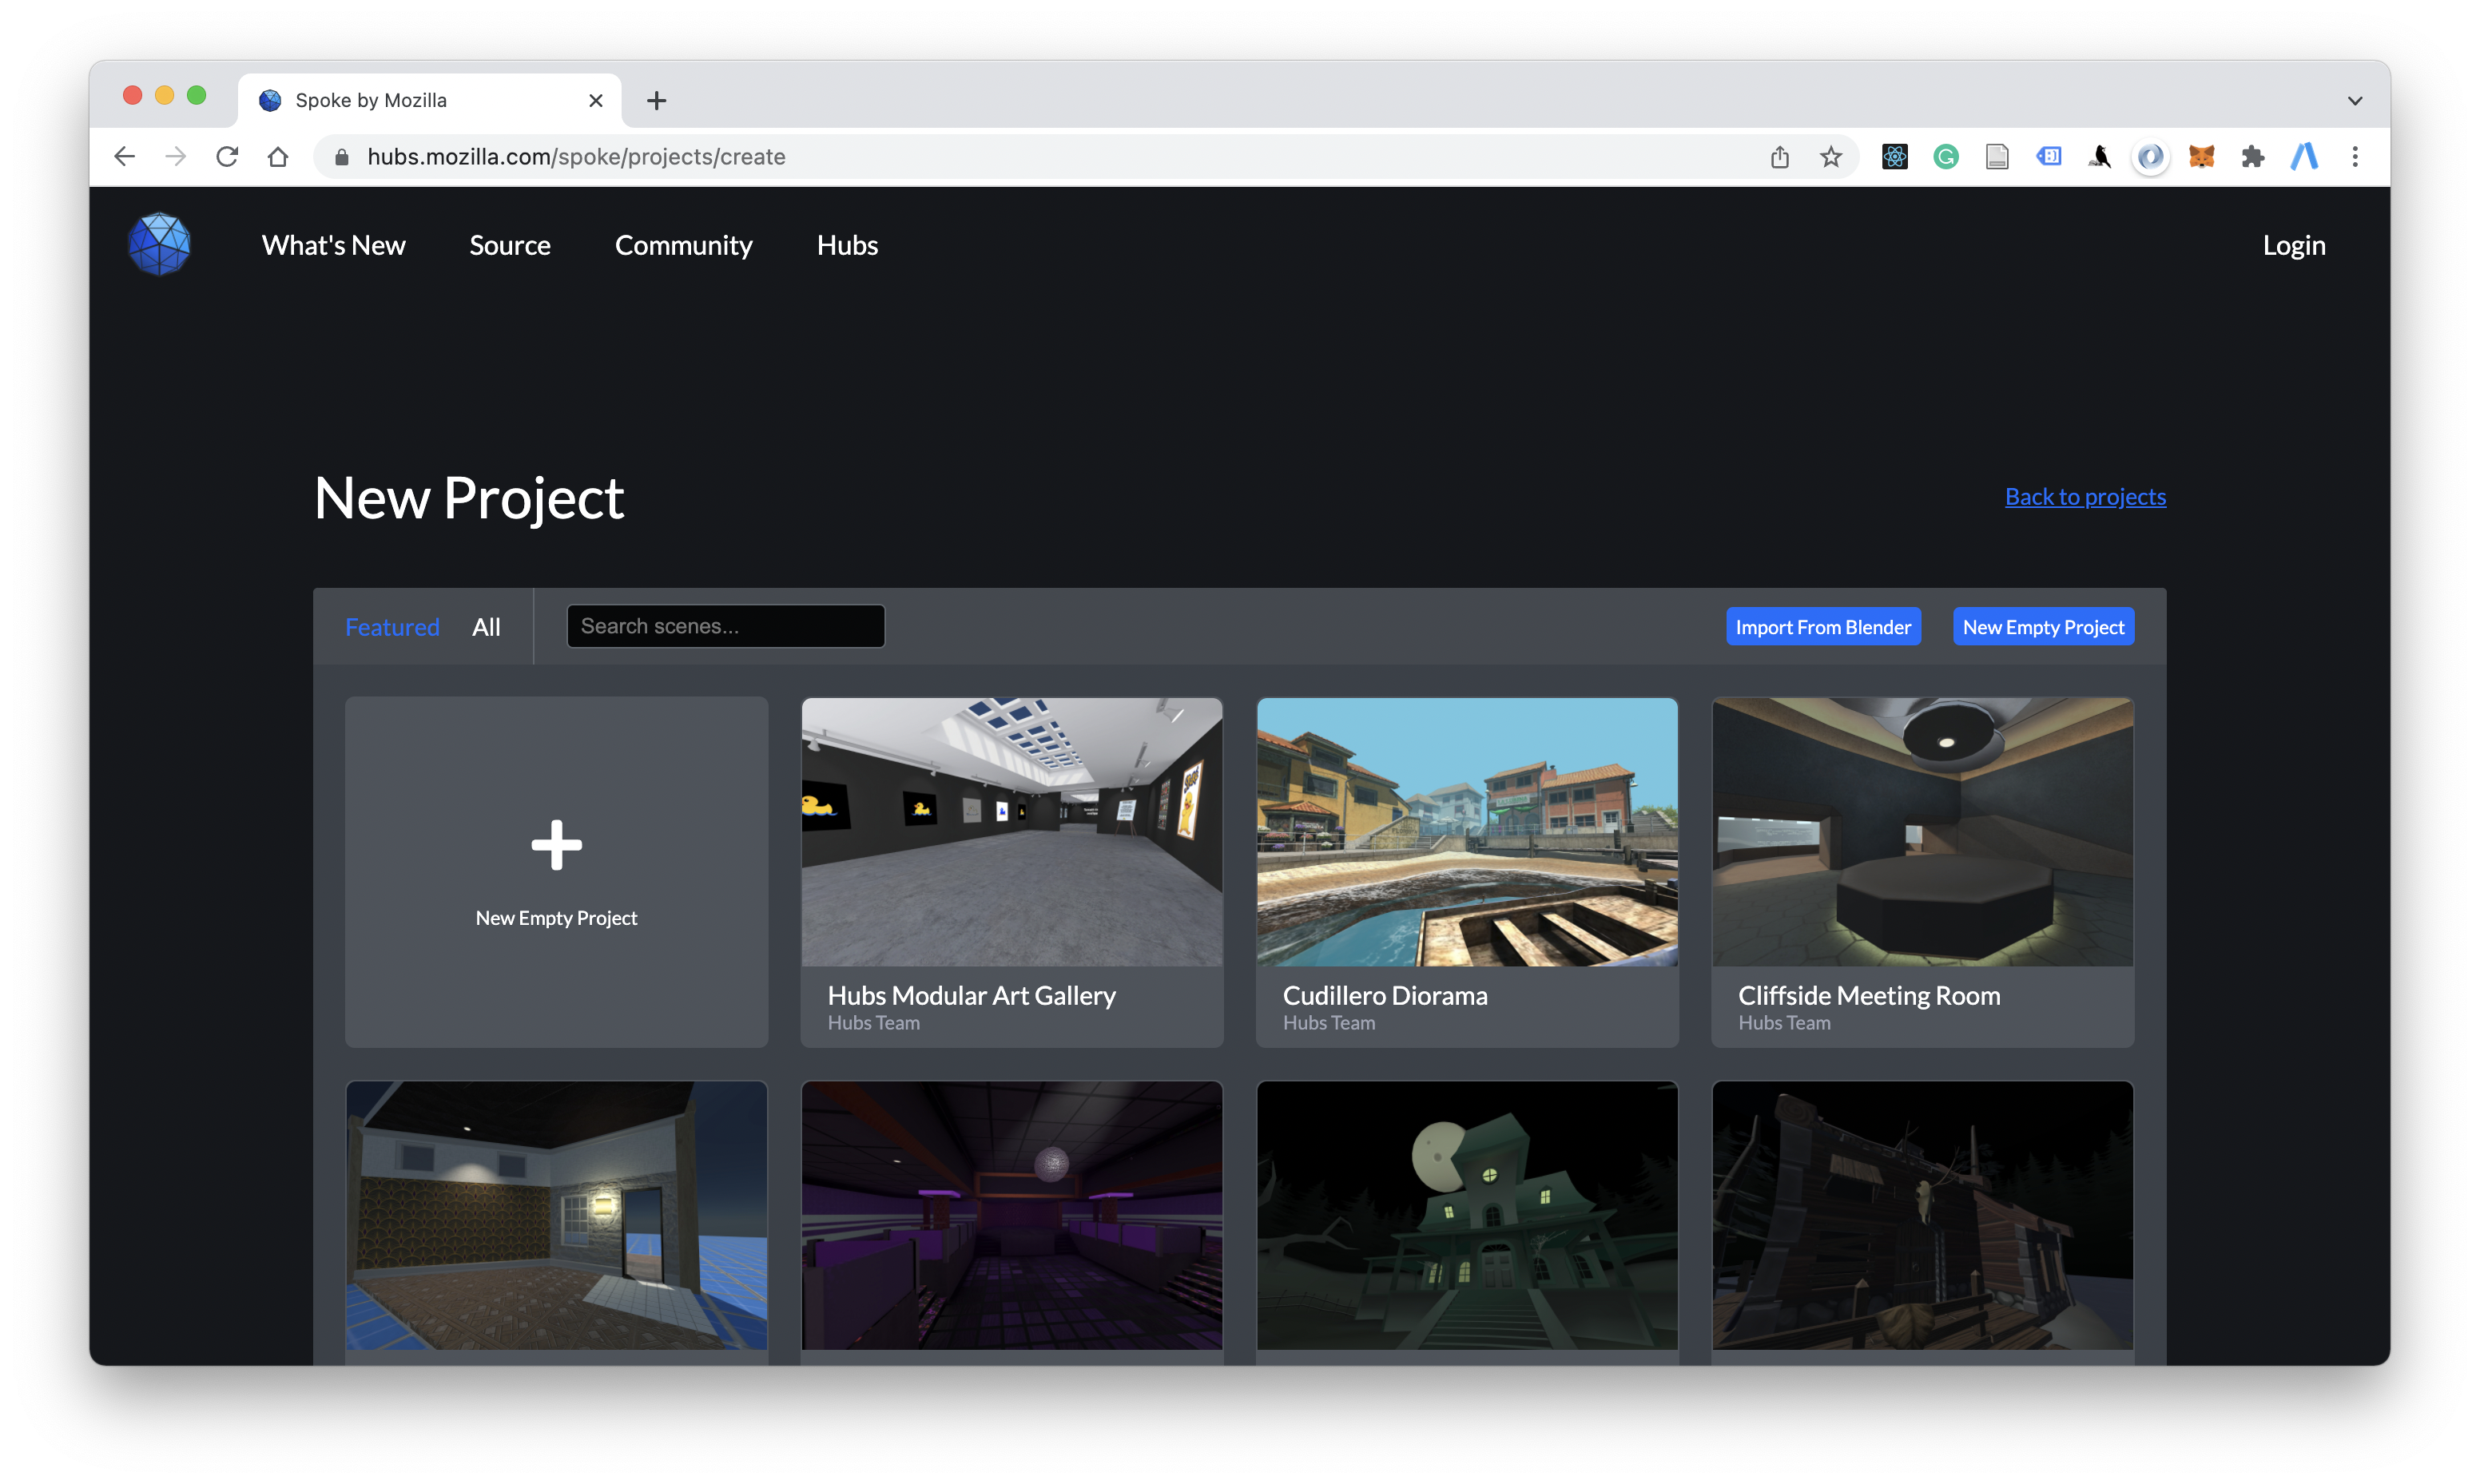 Spoke by Mozilla
hubs.mozilla.com/spoke/projects/create
What's New Source Community Hubs Login
New Project Back to projects
Featured All Search scenes... Import From Blender New Empty Project
New Empty Project
Hubs Modular Art Gallery
Hubs Team
Cudillero Diorama
Hubs Team
Cliffside Meeting Room
Hubs Team